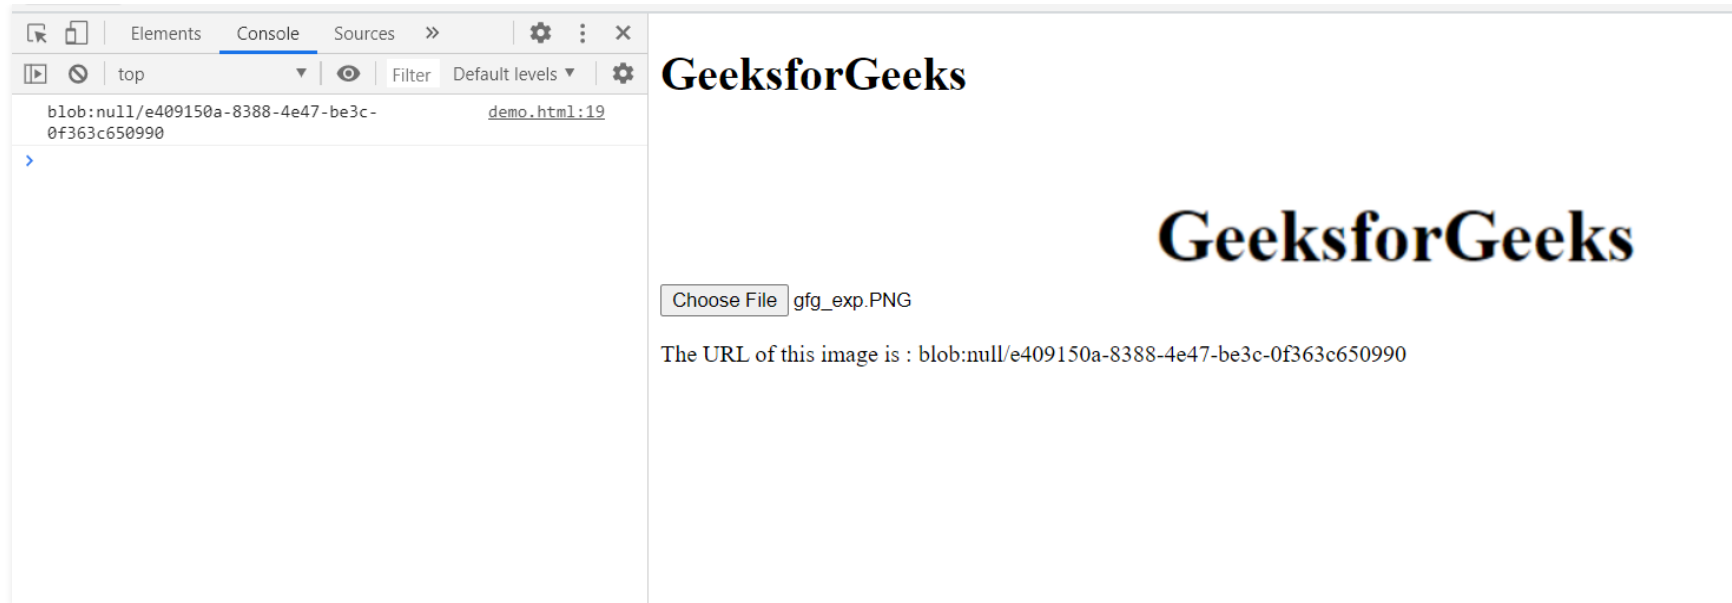 Elements Console Sources »
top Filter Default levels
blob:null/e409150a-8388-4e47-be3c- demo.html:19
0f363c650990
GeeksforGeeks
GeeksforGeeks
Choose File gfg_exp.PNG
The URL of this image is : blob:null/e409150a-8388-4e47-be3c-0f363c650990